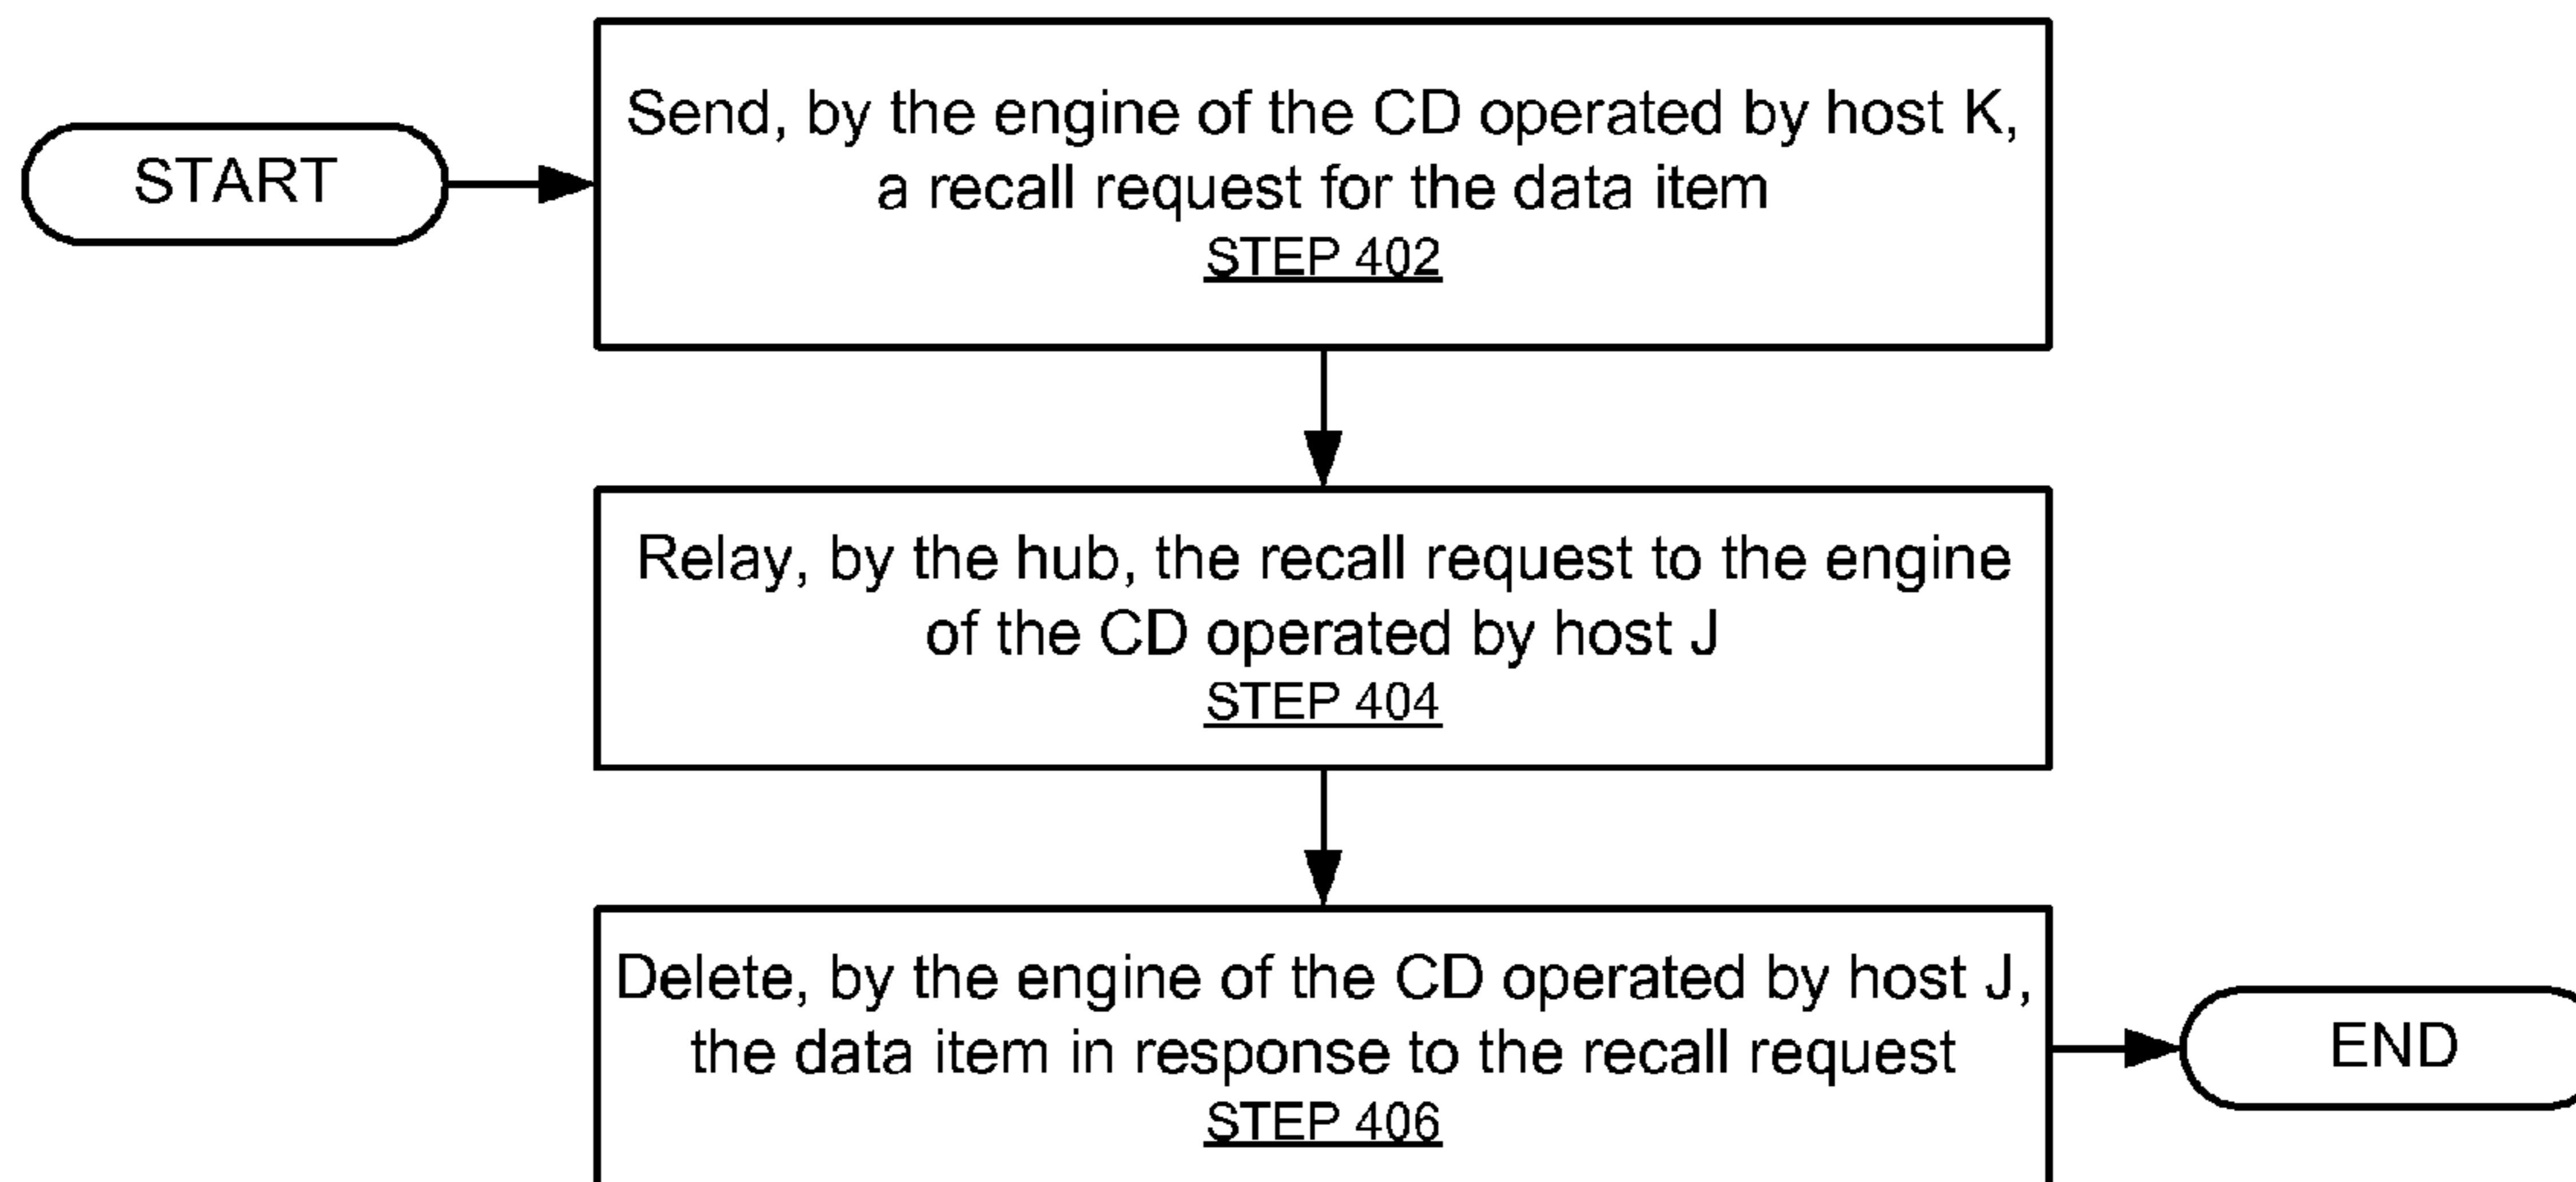 START
Send, by the engine of the CD operated by host K,
a recall request for the data item
STEP 402
Relay, by the hub, the recall request to the engine
of the CD operated by host J
STEP 404
Delete, by the engine of the CD operated by host J,
the data item in response to the recall request
STEP 406
END